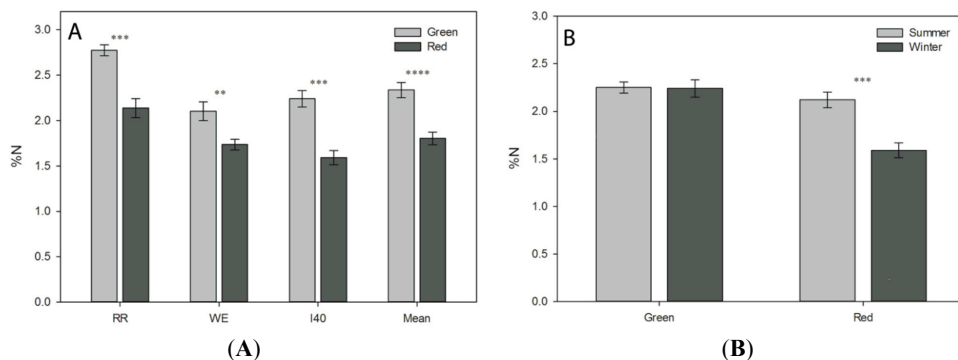 A
Green
Red
***
**
***
****
3.0
2.5
2.0
1.5
1.0
0.5
0.0
%N
RR WE I40 Mean
(A)
B
Summer
Winter
***
3.0
2.5
2.0
1.5
1.0
0.5
0.0
%N
Green Red
(B)